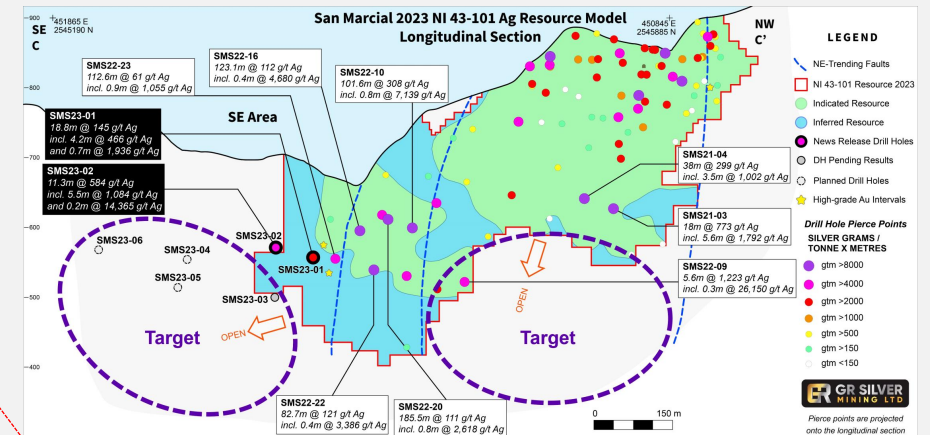 San Marcial 2023 NI 43-101 Ag Resource Model
Longitudinal Section
900
451865 E
2545190 N
SE
C
450845 E
2545885 N
NW
C'
800
700
600
500
400
SMS22-23
112.6m @ 61 g/t Ag
incl. 0.9m @ 1,055 g/t Ag
SMS22-16
123.1m @ 112 g/t Ag
incl. 0.4m @ 4,680 g/t Ag
SMS22-10
101.6m @ 308 g/t Ag
incl. 0.8m @ 7,139 g/t Ag
SMS23-01
18.8m @ 145 g/t Ag
incl. 4.2m @ 466 g/t Ag
and 0.7m @ 1,936 g/t Ag
SE Area
SMS23-02
11.3m @ 584 g/t Ag
incl. 5.5m @ 1,084 g/t Ag
and 0.2m @ 14,365 g/t Ag
SMS21-04
38m @ 299 g/t Ag
incl. 3.5m @ 1,002 g/t Ag
SMS21-03
18m @ 773 g/t Ag
incl. 5.6m @ 1,792 g/t Ag
SMS22-09
5.6m @ 1,223 g/t Ag
incl. 0.3m @ 26,150 g/t Ag
SMS23-06
SMS23-04
SMS23-05
SMS23-02
SMS23-01
SMS23-03
OPEN
Target
OPEN
Target
SMS22-22
82.7m @ 121 g/t Ag
incl. 0.4m @ 3,386 g/t Ag
SMS22-20
185.5m @ 111 g/t Ag
incl. 0.8m @ 2,618 g/t Ag
0
150 m
LEGEND
NE-Trending Faults
NI 43-101 Resource 2023
Indicated Resource
Inferred Resource
News Release Drill Holes
DH Pending Results
Planned Drill Holes
High-grade Au Intervals
Drill Hole Pierce Points
SILVER GRAMS /
TONNE X METRES
gtm >8000
gtm >4000
gtm >2000
gtm >1000
gtm >500
gtm >150
gtm <150
GR SILVER
MINING LTD
Pierce points are projected
onto the longitudinal section